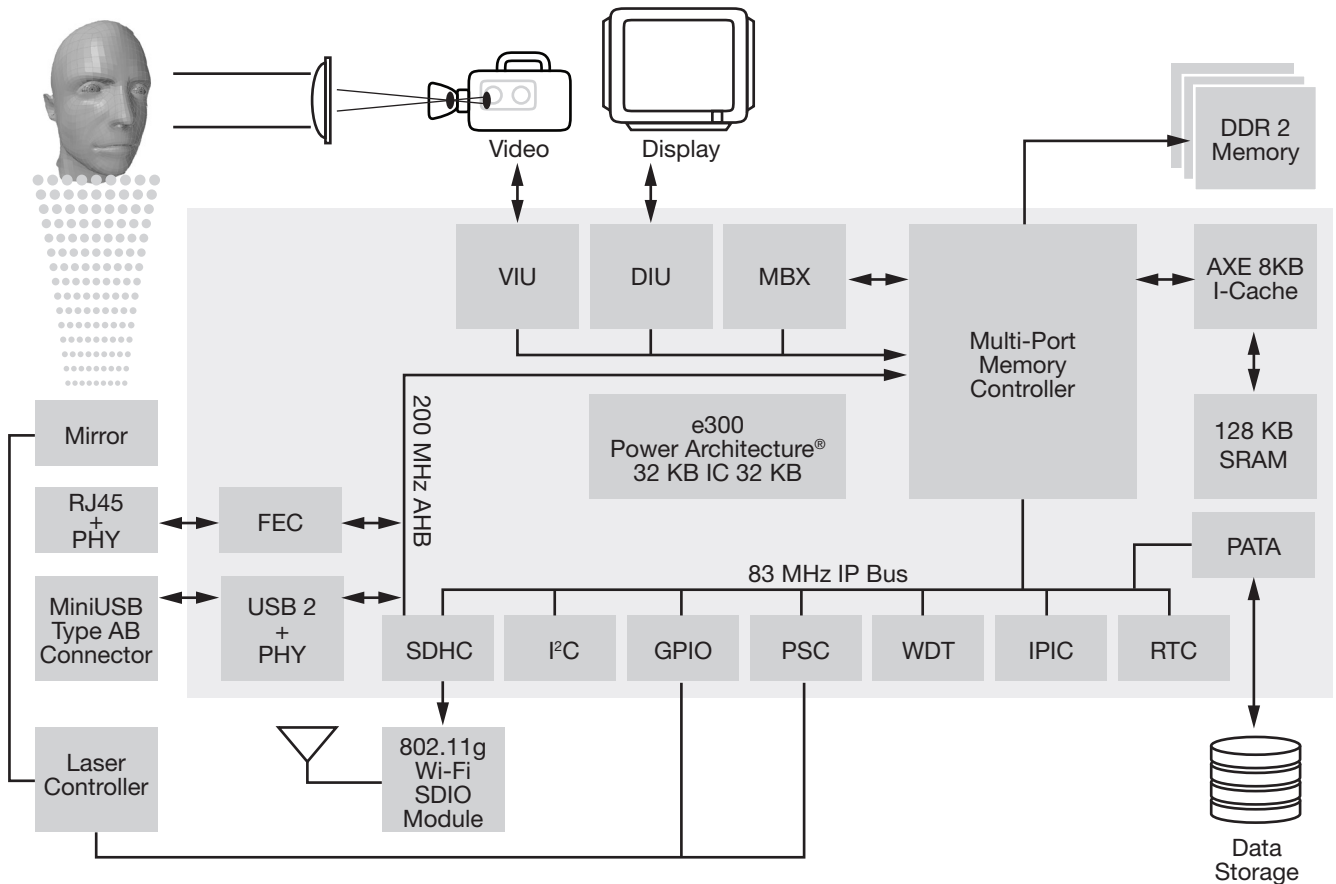 Video
Display
DDR 2
Memory
VIU
DIU
MBX
Multi-Port
Memory
Controller
AXE 8KB
I-Cache
200 MHz AHB
e300
Power Architecture®
32 KB IC 32 KB
128 KB
SRAM
Mirror
RJ45
+
PHY
FEC
PATA
83 MHz IP Bus
MiniUSB
Type AB
Connector
USB 2
+
PHY
SDHC
I²C
GPIO
PSC
WDT
IPIC
RTC
Laser
Controller
802.11g
Wi-Fi
SDIO
Module
Data
Storage